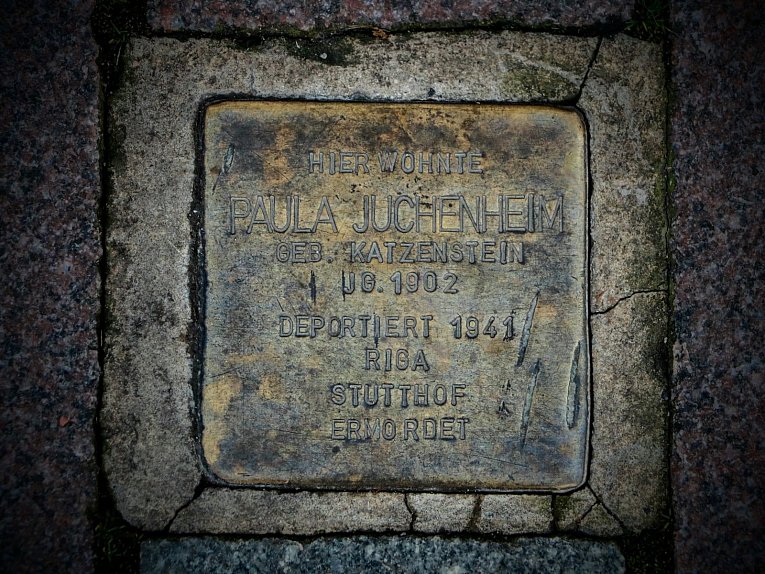 HIER WOHNTE
PAULA JUCHENHEIM
GEB. KATZENSTEIN
JG. 1902
DEPORTIERT 1941
RIGA
STUTTHOF
ERMORDET